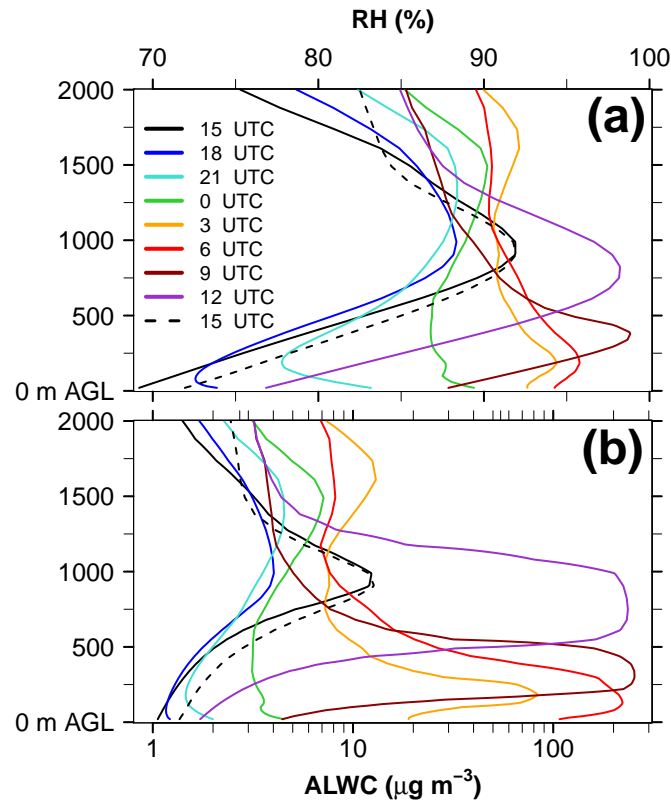 RH (%)
70 80 90 100
2000
1500
1000
500
0 m AGL
(a)
15 UTC
18 UTC
21 UTC
0 UTC
3 UTC
6 UTC
9 UTC
12 UTC
15 UTC
2000
1500
1000
500
0 m AGL
(b)
1 10 100
ALWC (μg m⁻³)